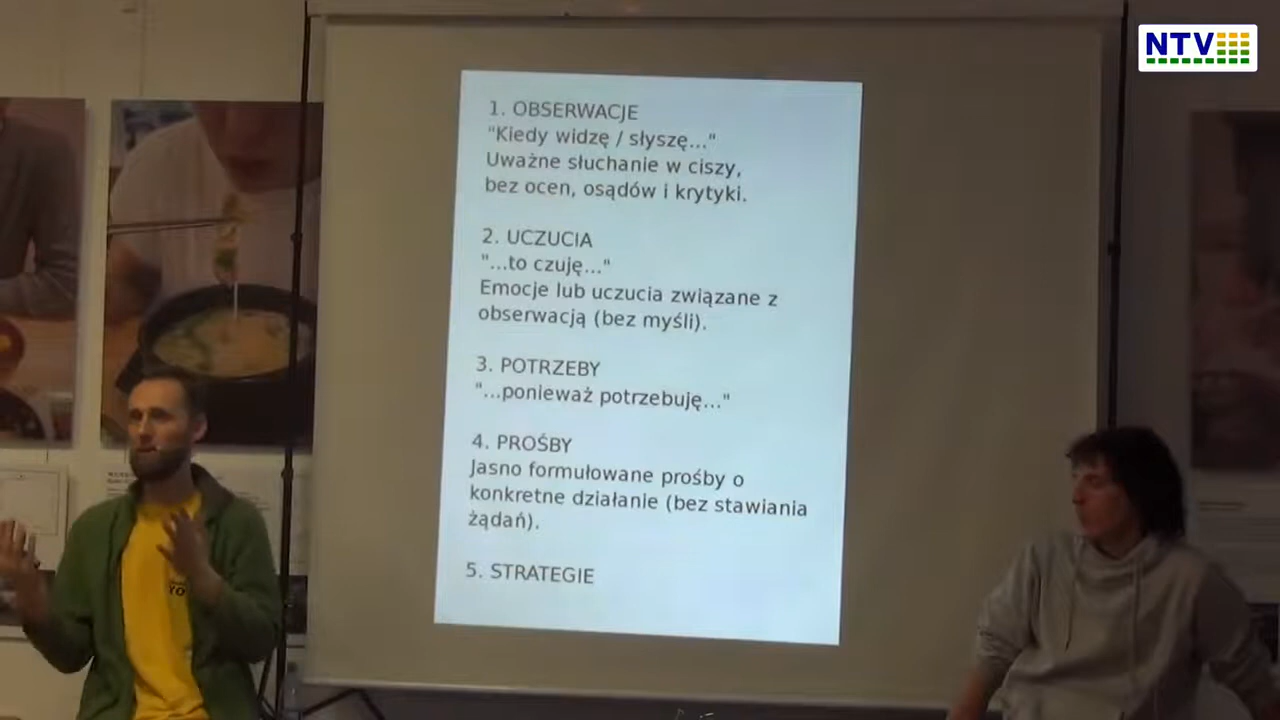 NTV
1. OBSERWACJE
"Kiedy widzę / słyszę..."
Uważne słuchanie w ciszy,
bez ocen, osądów i krytyki.
2. UCZUCIA
"...to czuję..."
Emocje lub uczucia związane z
obserwacją (bez myśli).
3. POTRZEBY
"...ponieważ potrzebuję..."
4. PROŚBY
Jasno formułowane prośby o
konkretne działanie (bez stawiania
żądań).
5. STRATEGIE
YO